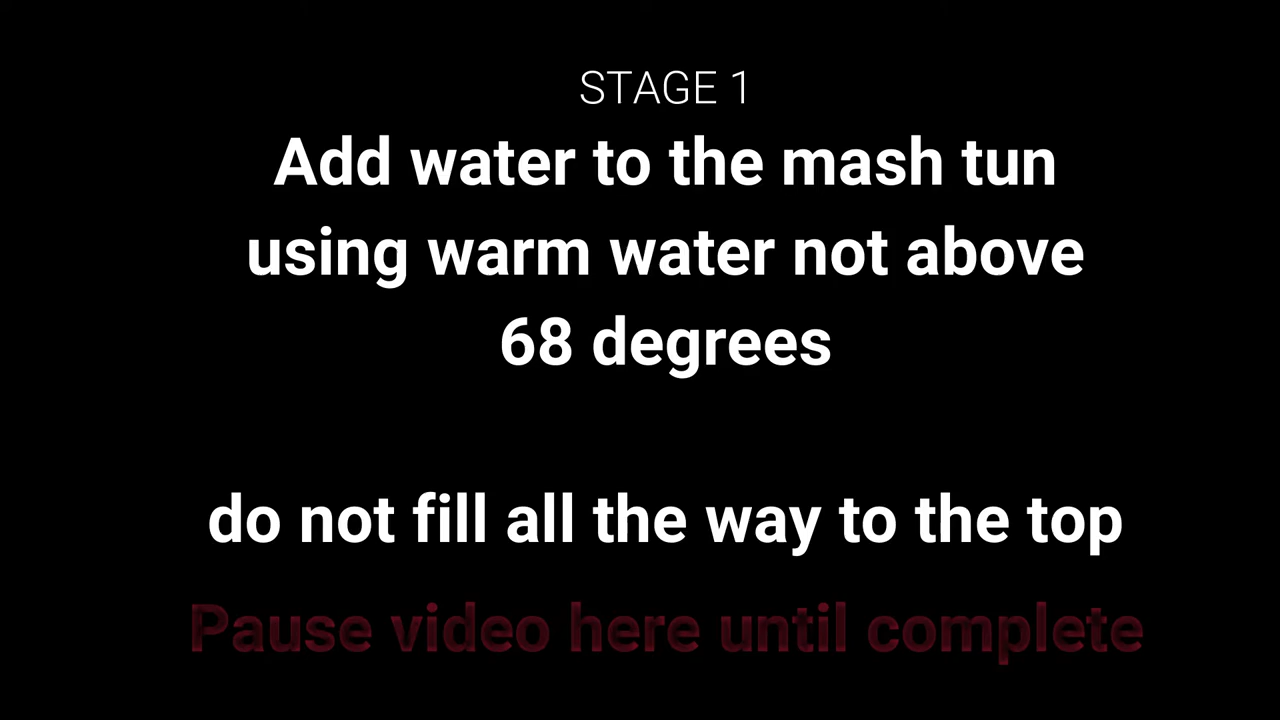 STAGE 1
Add water to the mash tun
using warm water not above
68 degrees
do not fill all the way to the top
Pause video here until complete